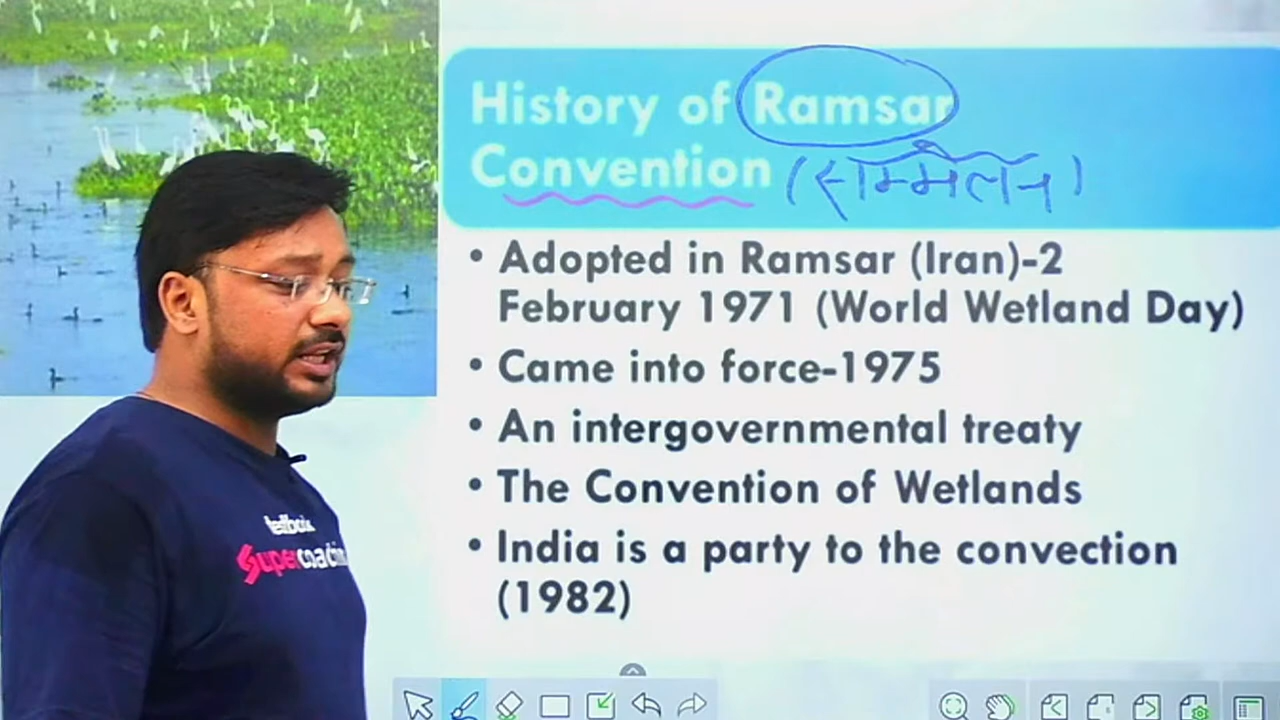 History of Ramsar
Convention (सम्मेलन)
• Adopted in Ramsar (Iran)-2
February 1971 (World Wetland Day)
• Came into force-1975
• An intergovernmental treaty
• The Convention of Wetlands
• India is a party to the convection
(1982)
testbook
Supercoachin